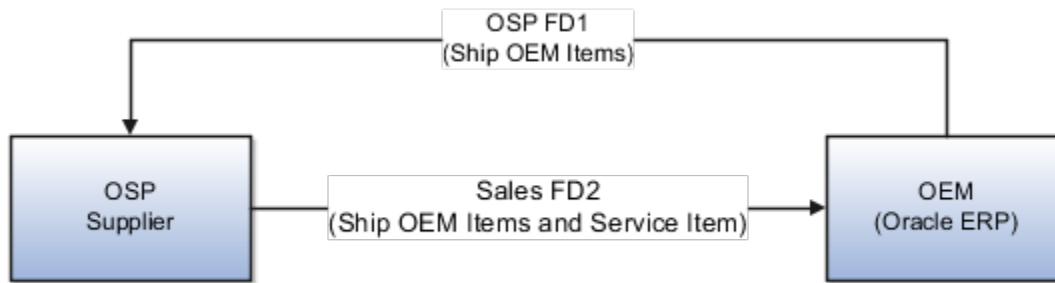 OSP FD1
(Ship OEM Items)
OSP
Supplier
Sales FD2
(Ship OEM Items and Service Item)
OEM
(Oracle ERP)